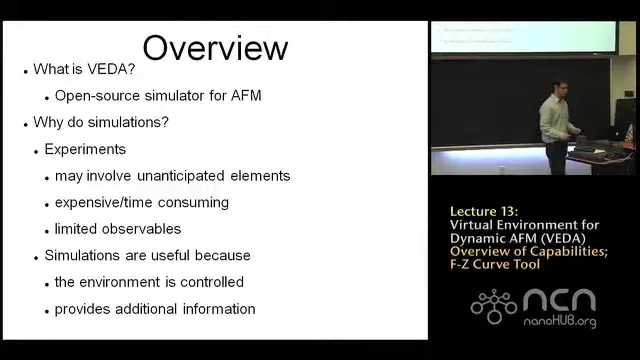 Overview
What is VEDA?
Open-source simulator for AFM
Why do simulations?
Experiments
may involve unanticipated elements
expensive/time consuming
limited observables
Simulations are useful because
the environment is controlled
provides additional information
Lecture 13:
Virtual Environment for
Dynamic AFM (VEDA)
Overview of Capabilities;
F-Z Curve Tool
ncn
nanoHUB.org